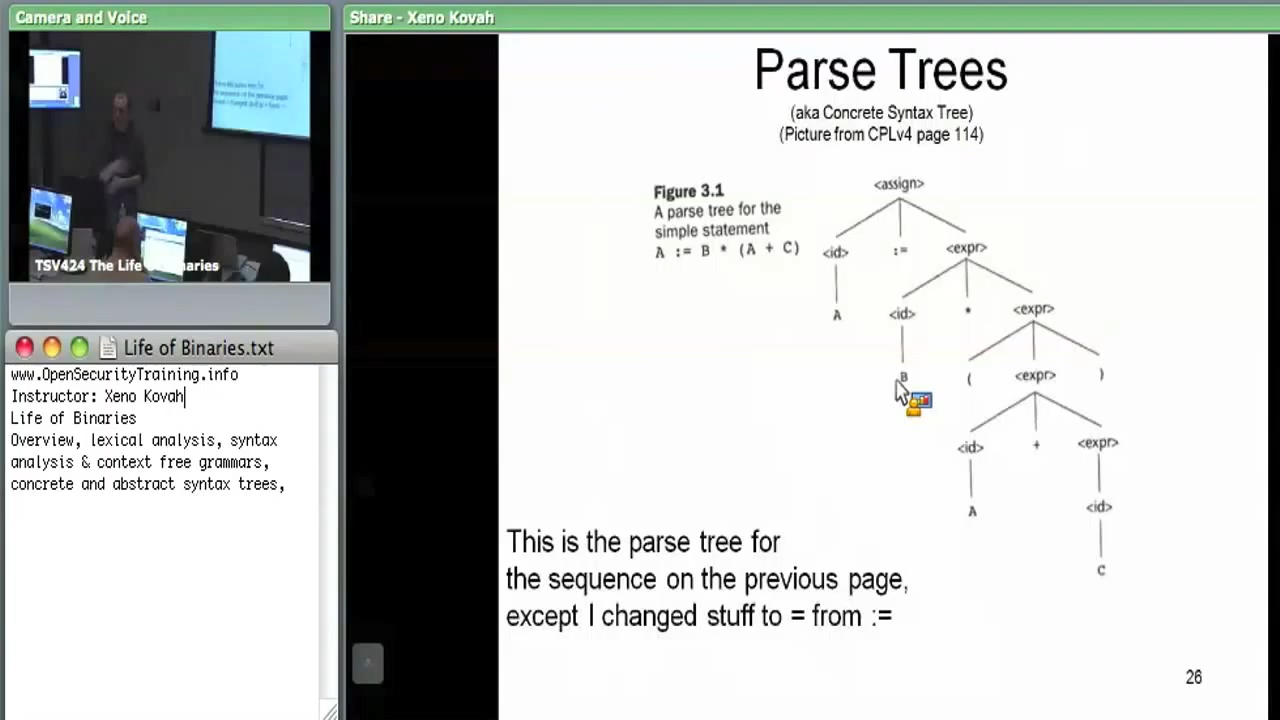 Camera and Voice
TSV424 The Life
Life of Binaries.txt
www.OpenSecurityTraining.info
Instructor: Xeno Kovah
Life of Binaries
Overview, lexical analysis, syntax
analysis & context free grammars,
concrete and abstract syntax trees,
Share - Xeno Kovah
Parse Trees
(aka Concrete Syntax Tree)
(Picture from CPLv4 page 114)
Figure 3.1
A parse tree for the
simple statement
A := B * (A + C)
<assign>
<id> := <expr>
A <id> * <expr>
B ( <expr> )
<id> + <expr>
A <id>
C
This is the parse tree for
the sequence on the previous page,
except I changed stuff to = from :=
26